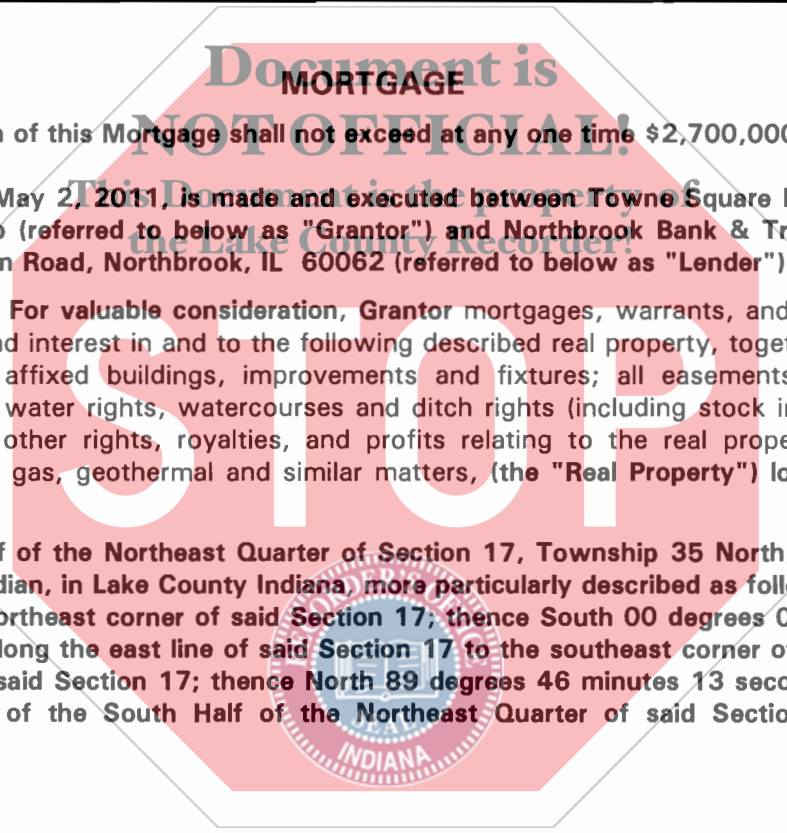 Document is
MORTGAGE
NOT OFFICIAL!
n of this Mortgage shall not exceed at any one time $2,700,000
This Document is the property of
May 2, 2011, is made and executed between Towne Square
the Lake County Recorder!
(referred to below as "Grantor") and Northbrook Bank & Tr
n Road, Northbrook, IL 60062 (referred to below as "Lender")
For valuable consideration, Grantor mortgages, warrants, and
nd interest in and to the following described real property, toget
affixed buildings, improvements and fixtures; all easements
water rights, watercourses and ditch rights (including stock in
other rights, royalties, and profits relating to the real prope
gas, geothermal and similar matters, (the "Real Property") lo
STOP
f of the Northeast Quarter of Section 17, Township 35 North
dian, in Lake County Indiana, more particularly described as foll
ortheast corner of said Section 17; thence South 00 degrees 0
long the east line of said Section 17 to the southeast corner o
said Section 17; thence North 89 degrees 46 minutes 13 seco
of the South Half of the Northeast Quarter of said Sectio
RECORDER'S OFFICE
SEAL
INDIANA